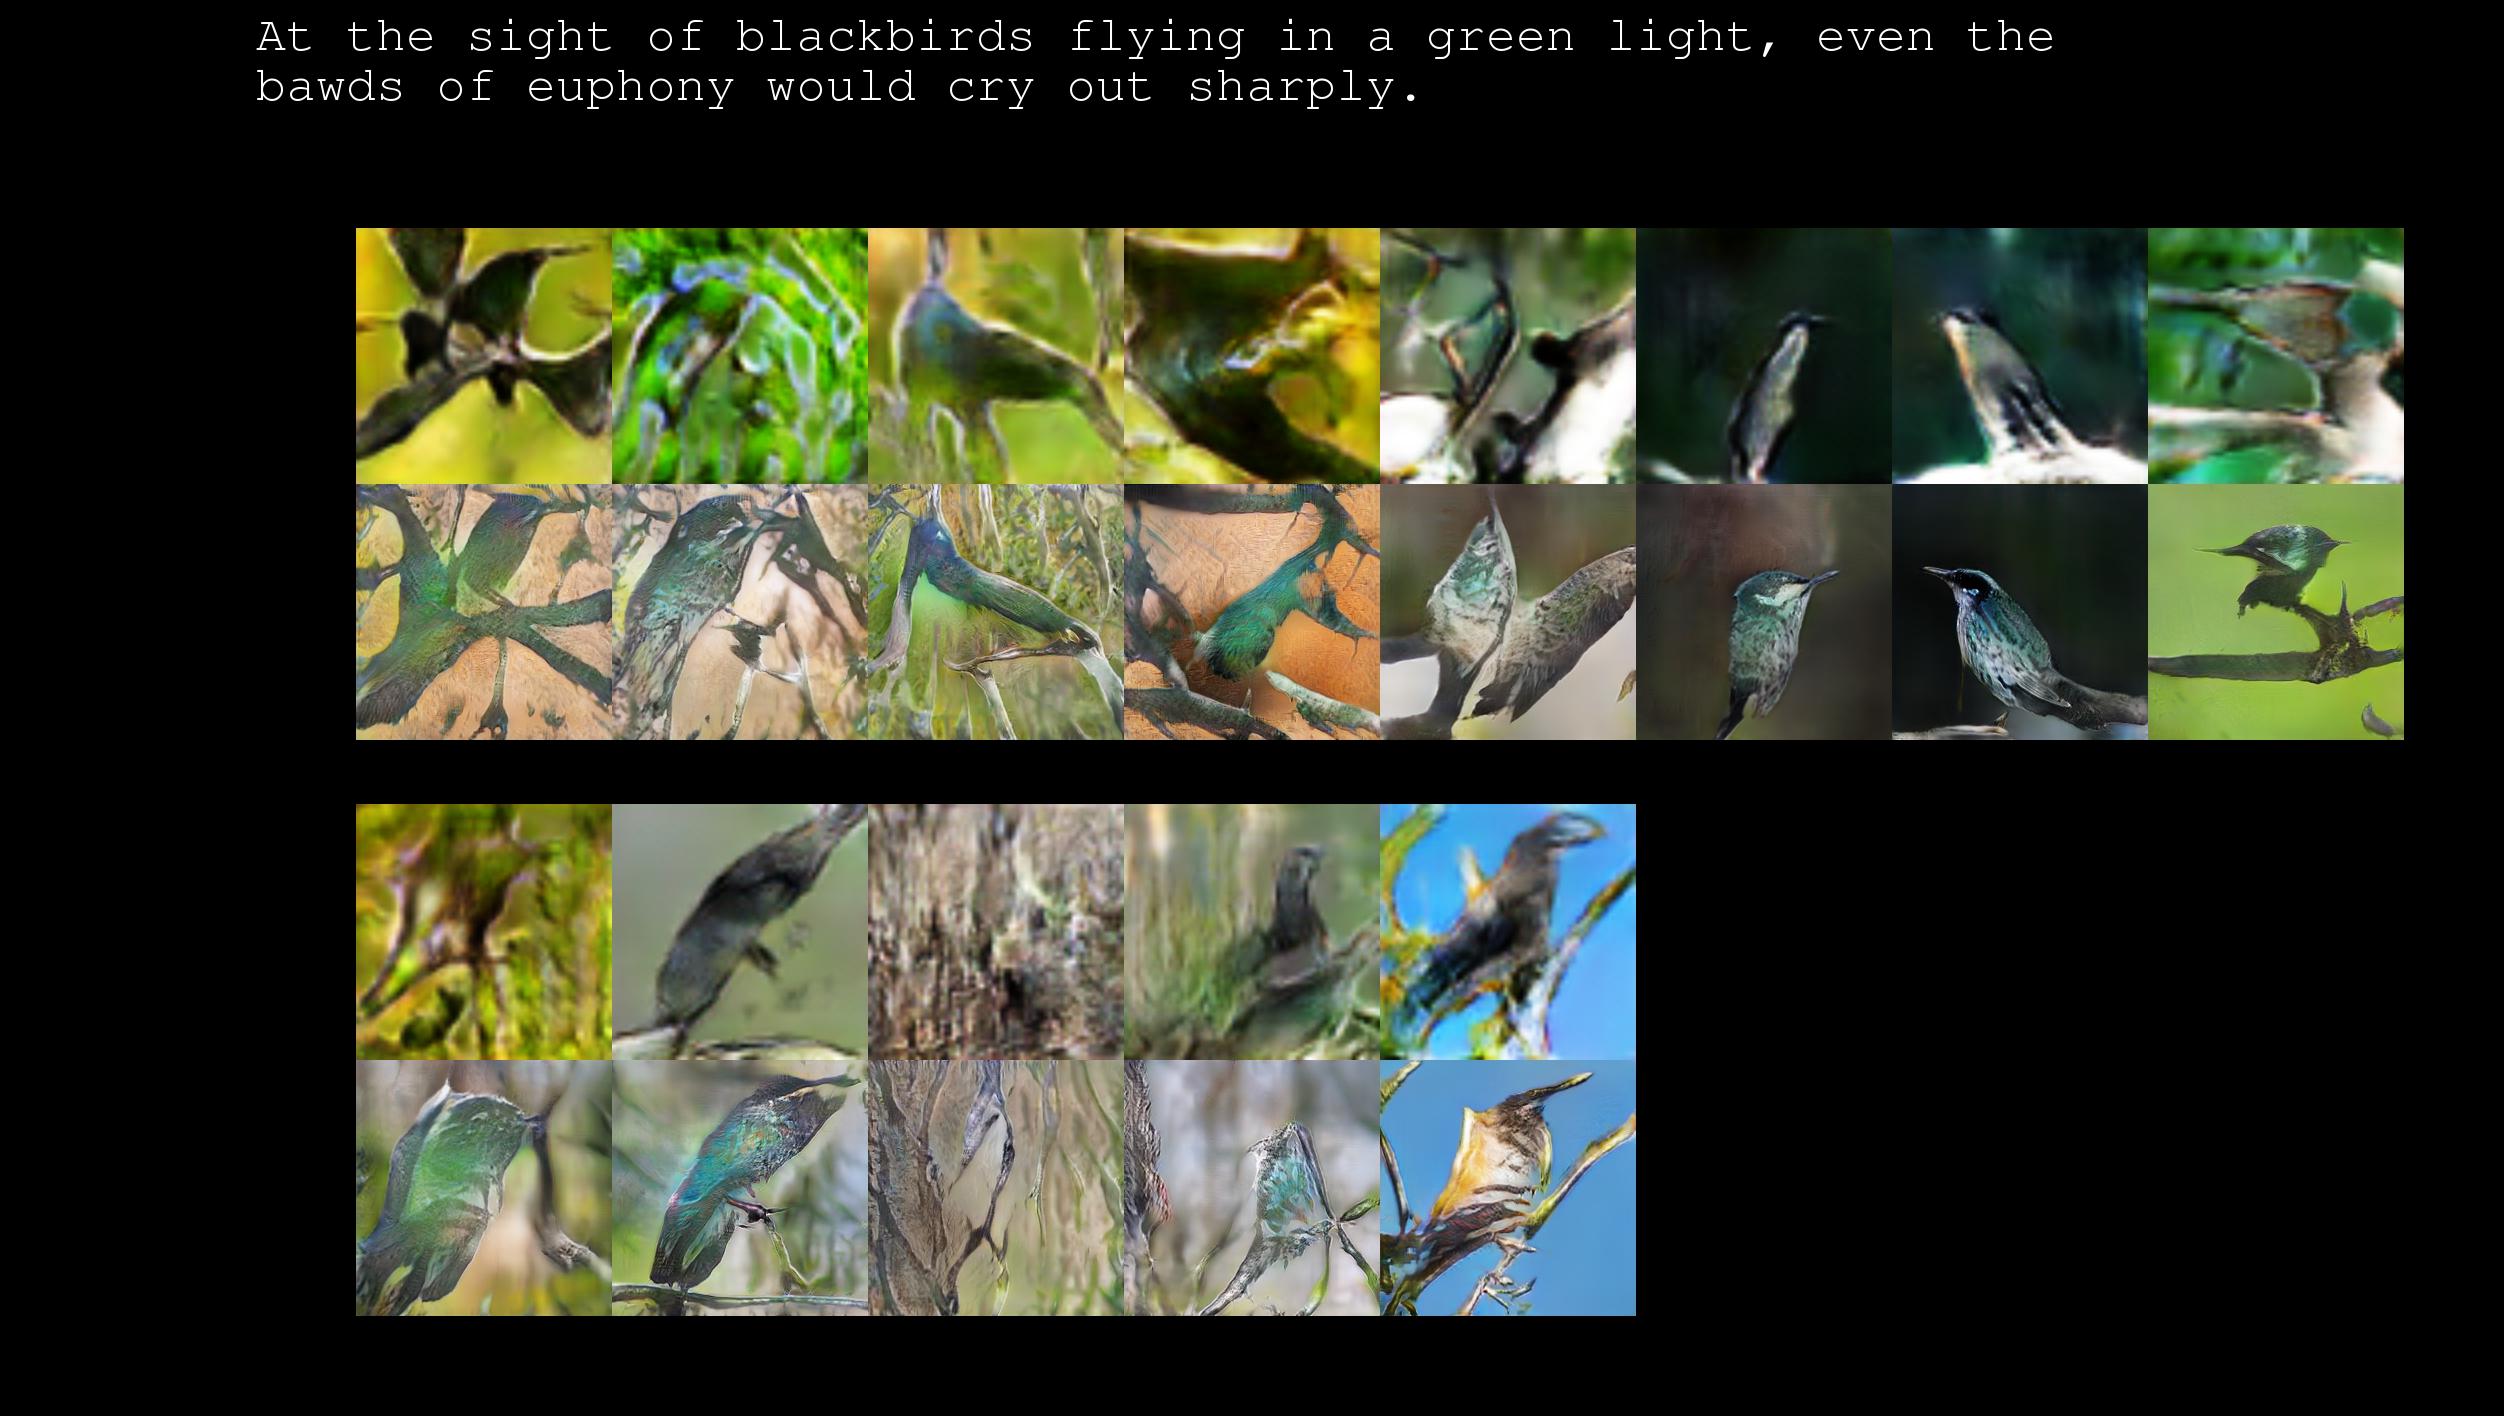 At the sight of blackbirds flying in a green light, even the
bawds of euphony would cry out sharply.